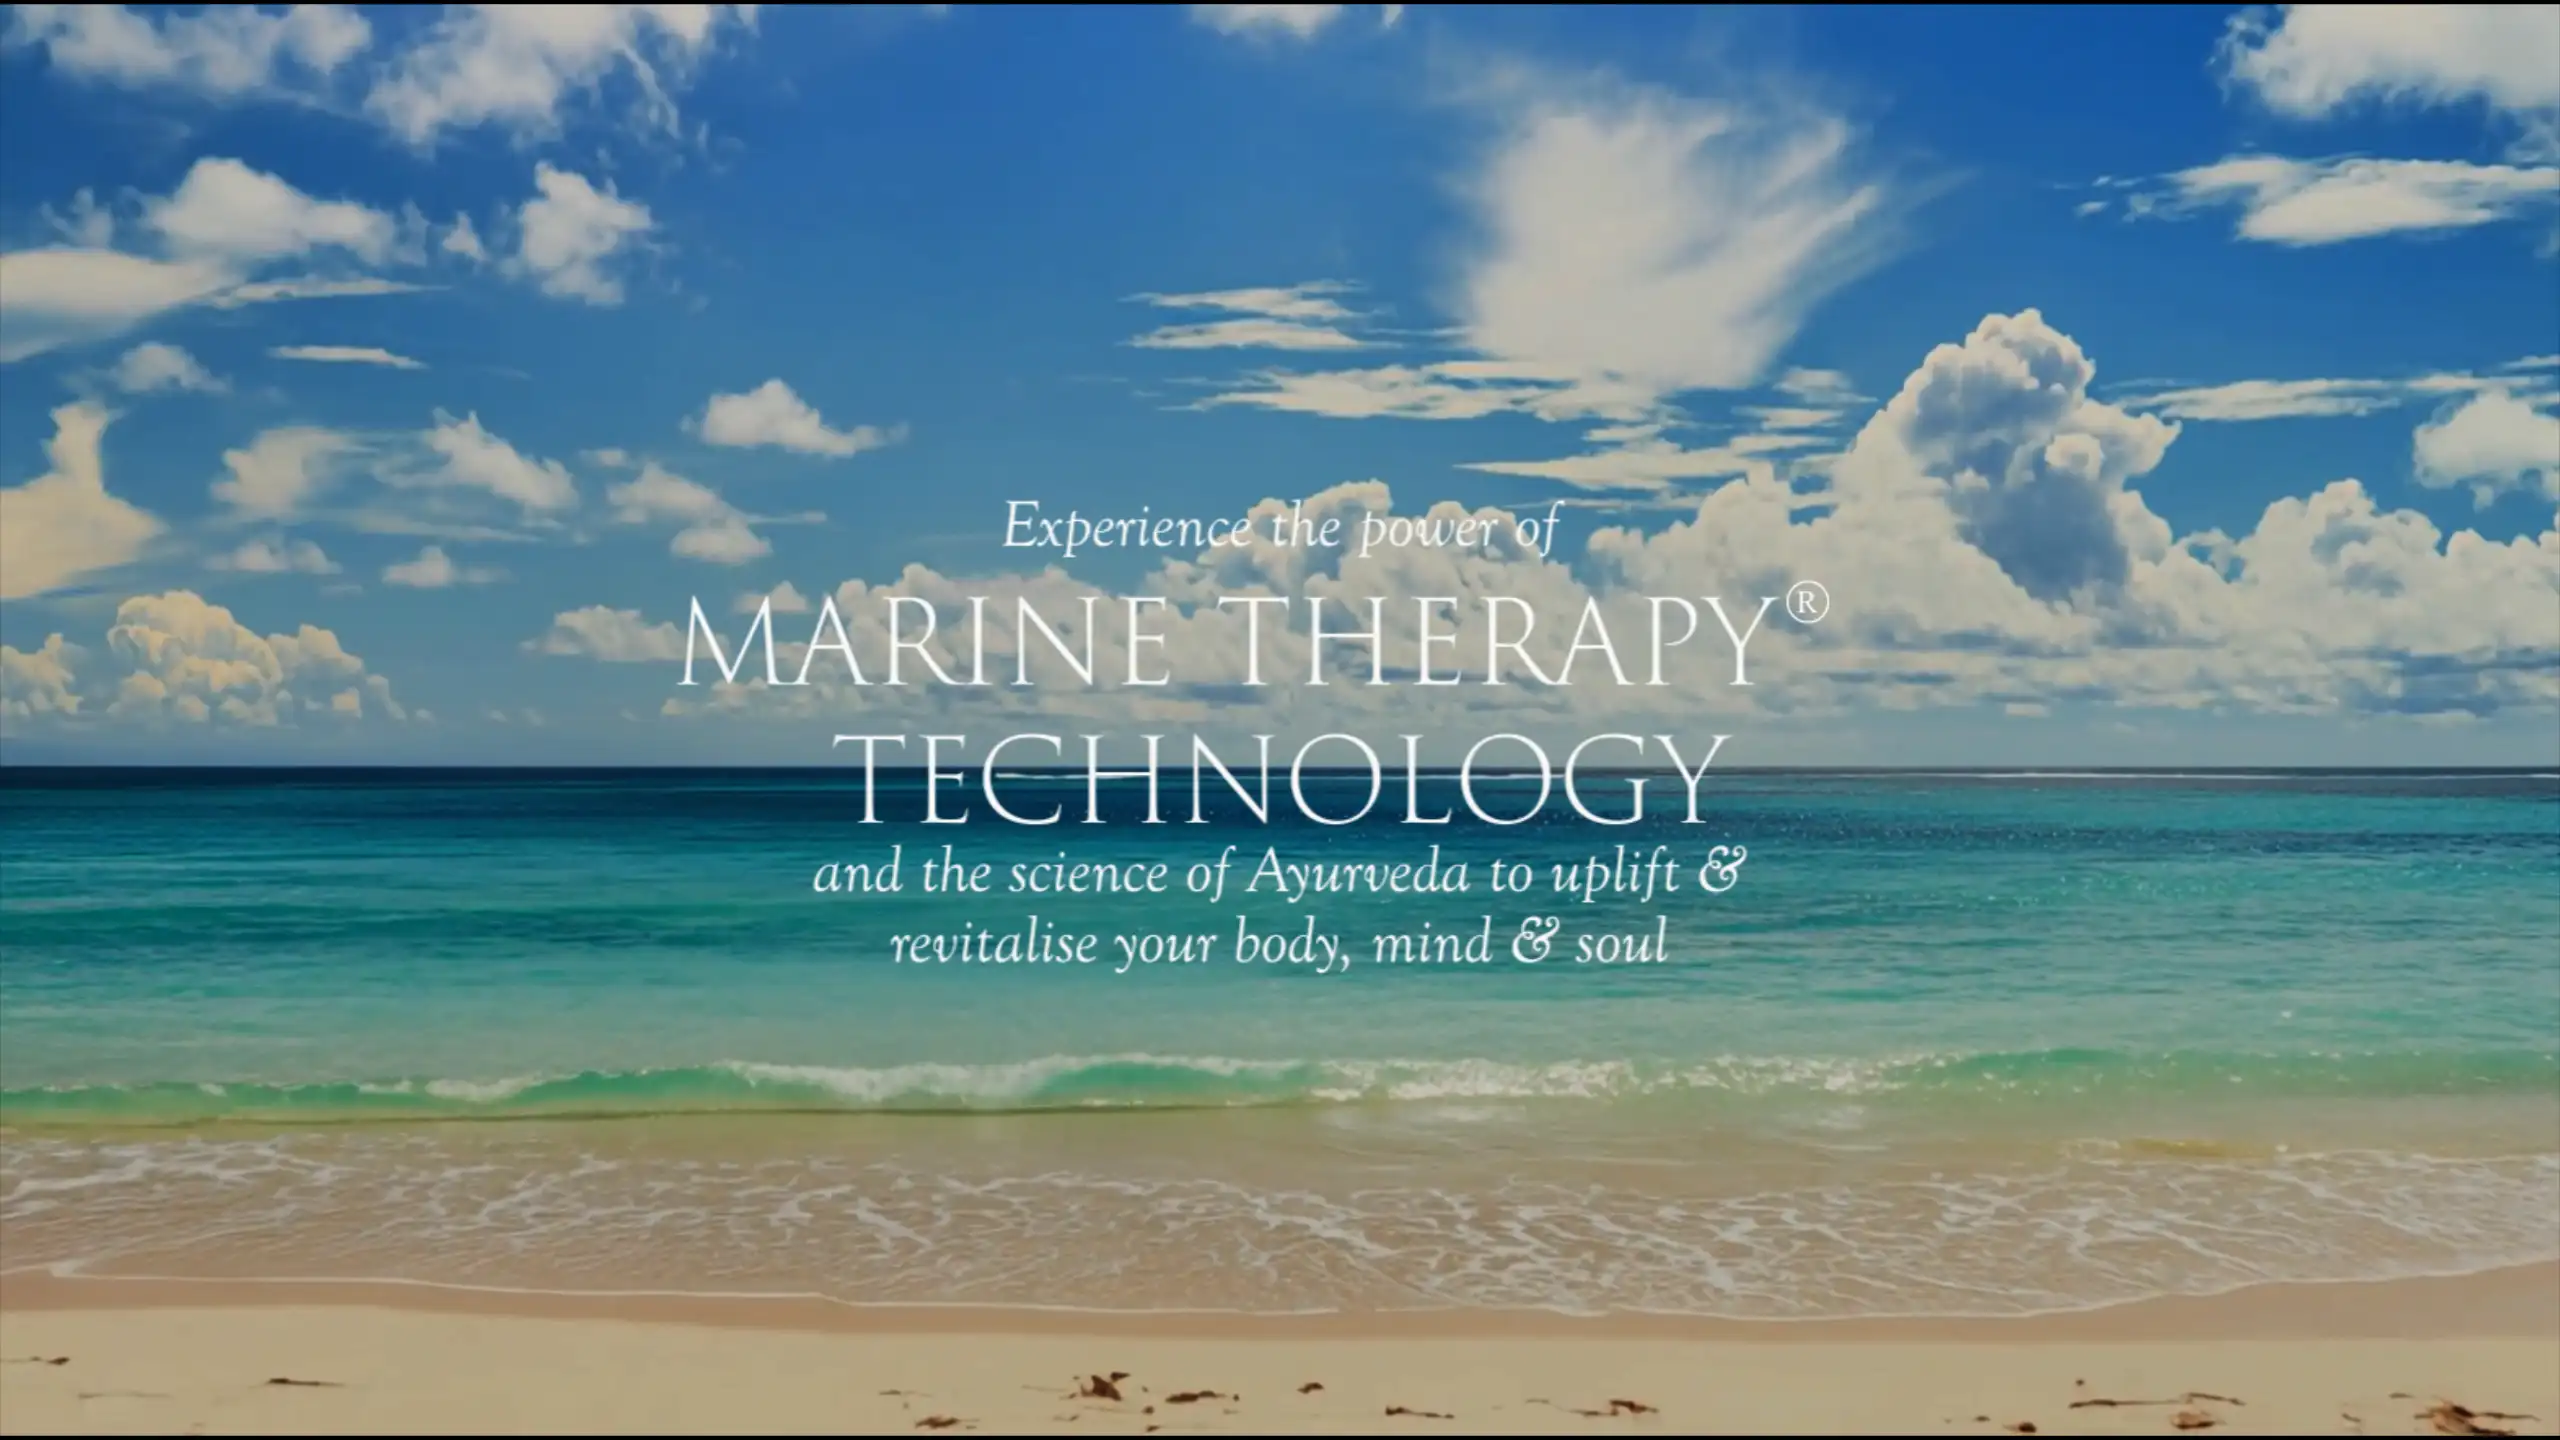 Experience the power of
MARINE THERAPY®
TECHNOLOGY
and the science of Ayurveda to uplift &
revitalise your body, mind & soul